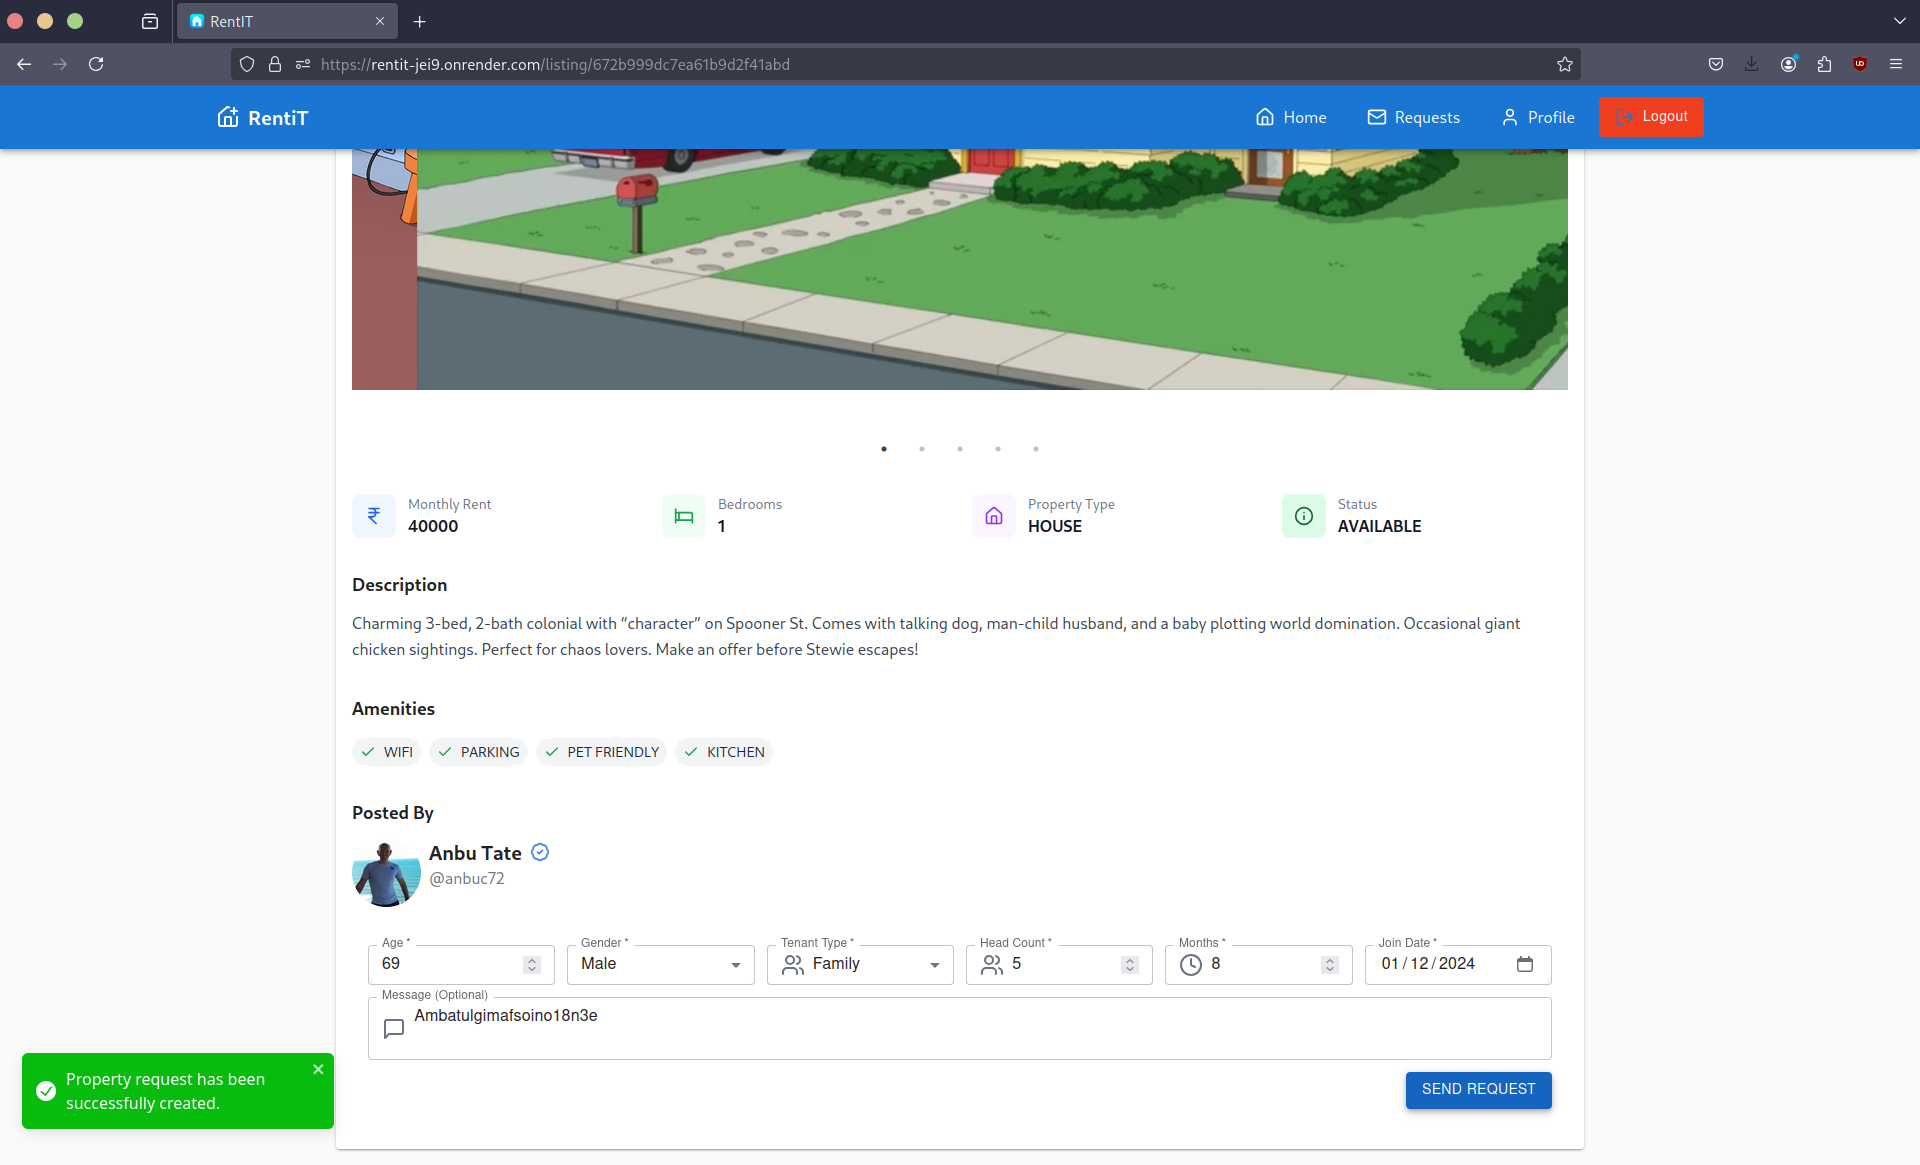 RentIT
https://rentit-jei9.onrender.com/listing/672b999dc7ea61b9d2f41abd
RentiT
Home
Requests
Profile
Logout
Monthly Rent
40000
Bedrooms
1
Property Type
HOUSE
Status
AVAILABLE
Description
Charming 3-bed, 2-bath colonial with “character” on Spooner St. Comes with talking dog, man-child husband, and a baby plotting world domination. Occasional giant
chicken sightings. Perfect for chaos lovers. Make an offer before Stewie escapes!
Amenities
WIFI
PARKING
PET FRIENDLY
KITCHEN
Posted By
Anbu Tate
@anbuc72
Age *
69
Gender *
Male
Tenant Type *
Family
Head Count *
5
Months *
8
Join Date *
01/12/2024
Message (Optional)
Ambatulgimafsoino18n3e
Property request has been
successfully created.
SEND REQUEST